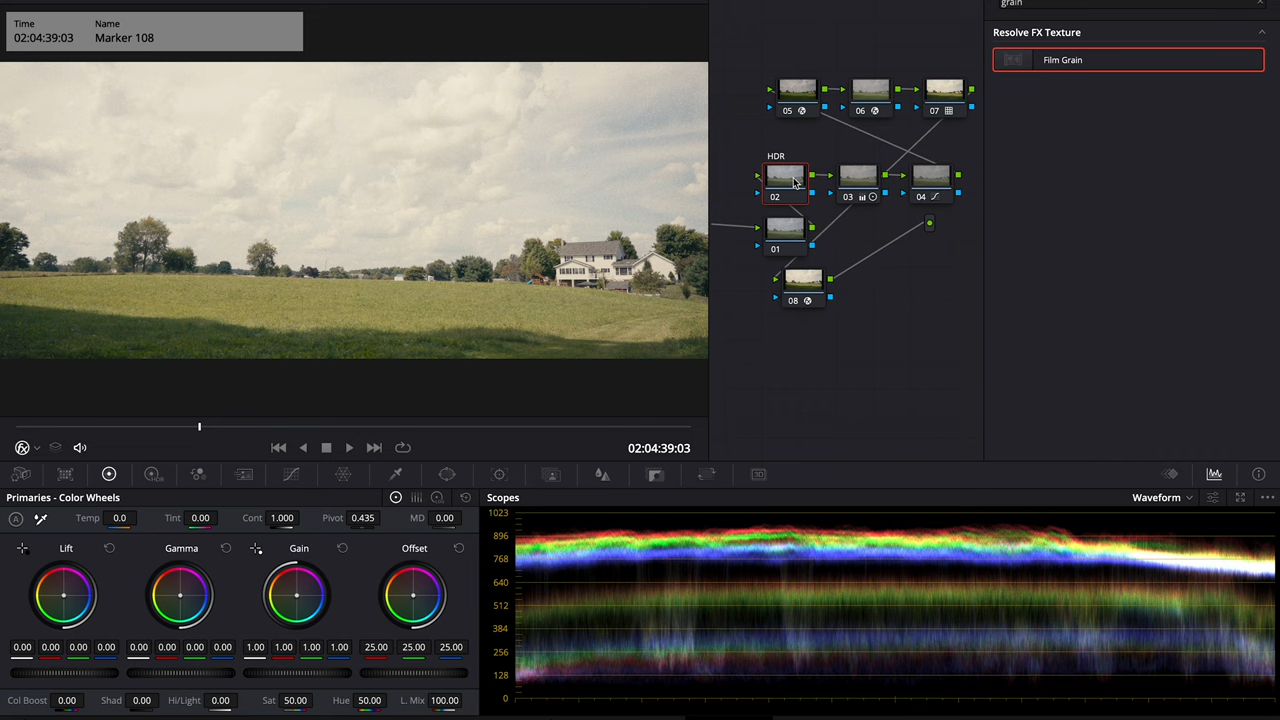 grain
Time Name
02:04:39:03 Marker 108
Resolve FX Texture
Film Grain
05 06 07
HDR
02 03 04
01
08
02:04:39:03
3D
Primaries - Color Wheels
Scopes
Waveform
A Temp 0.0 Tint 0.00 Cont 1.000 Pivot 0.435 MD 0.00
Lift Gamma Gain Offset
0.00 0.00 0.00 0.00 0.00 0.00 0.00 0.00 1.00 1.00 1.00 1.00 25.00 25.00 25.00
Col Boost 0.00 Shad 0.00 Hi/Light 0.00 Sat 50.00 Hue 50.00 L. Mix 100.00
1023
896
768
640
512
384
256
128
0